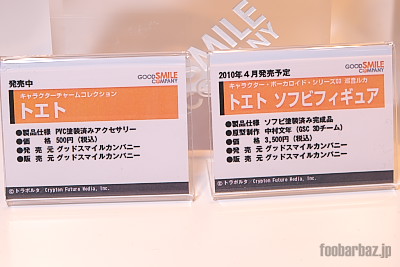 SMILE
COMPANY
発売中
GOODSMILE
COMPANY
キャラクターチャームコレクション
トエト
●製品仕様 PVC塗装済みアクセサリー
●価　　格 500円（税込）
●発 売 元 グッドスマイルカンパニー
●販 売 元 グッドスマイルカンパニー
© トラボルタ／Crypton Future Media, Inc.
2010年４月発売予定
GOODSMILE
COMPANY
キャラクター・ボーカロイド・シリーズ03 巡音ルカ
トエト ソフビフィギュア
●製品仕様 ソフビ塗装済み完成品
●原型制作 中村文年（GSC 3Dチーム）
●価　　格 3,500円（税込）
●発 売 元 グッドスマイルカンパニー
●販 売 元 グッドスマイルカンパニー
© トラボルタ／Crypton Future Media, Inc.
foobarbaz.jp